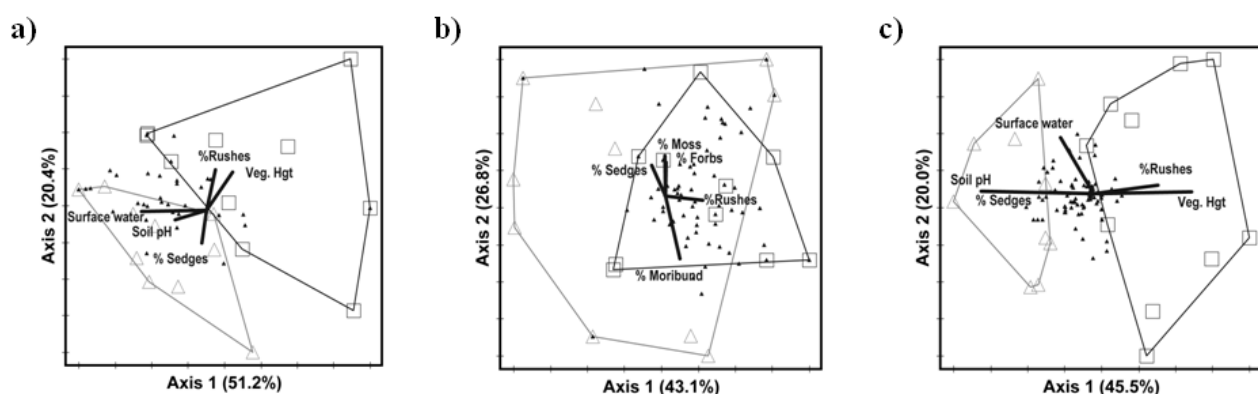 a)
Axis 2 (20.4%)
%Rushes
Veg. Hgt
Surface water
Soil pH
% Sedges
Axis 1 (51.2%)
b)
Axis 2 (26.8%)
% Moss
% Forbs
% Sedges
%Rushes
% Moribund
Axis 1 (43.1%)
c)
Axis 2 (20.0%)
Surface water
%Rushes
Soil pH
% Sedges
Veg. Hgt
Axis 1 (45.5%)